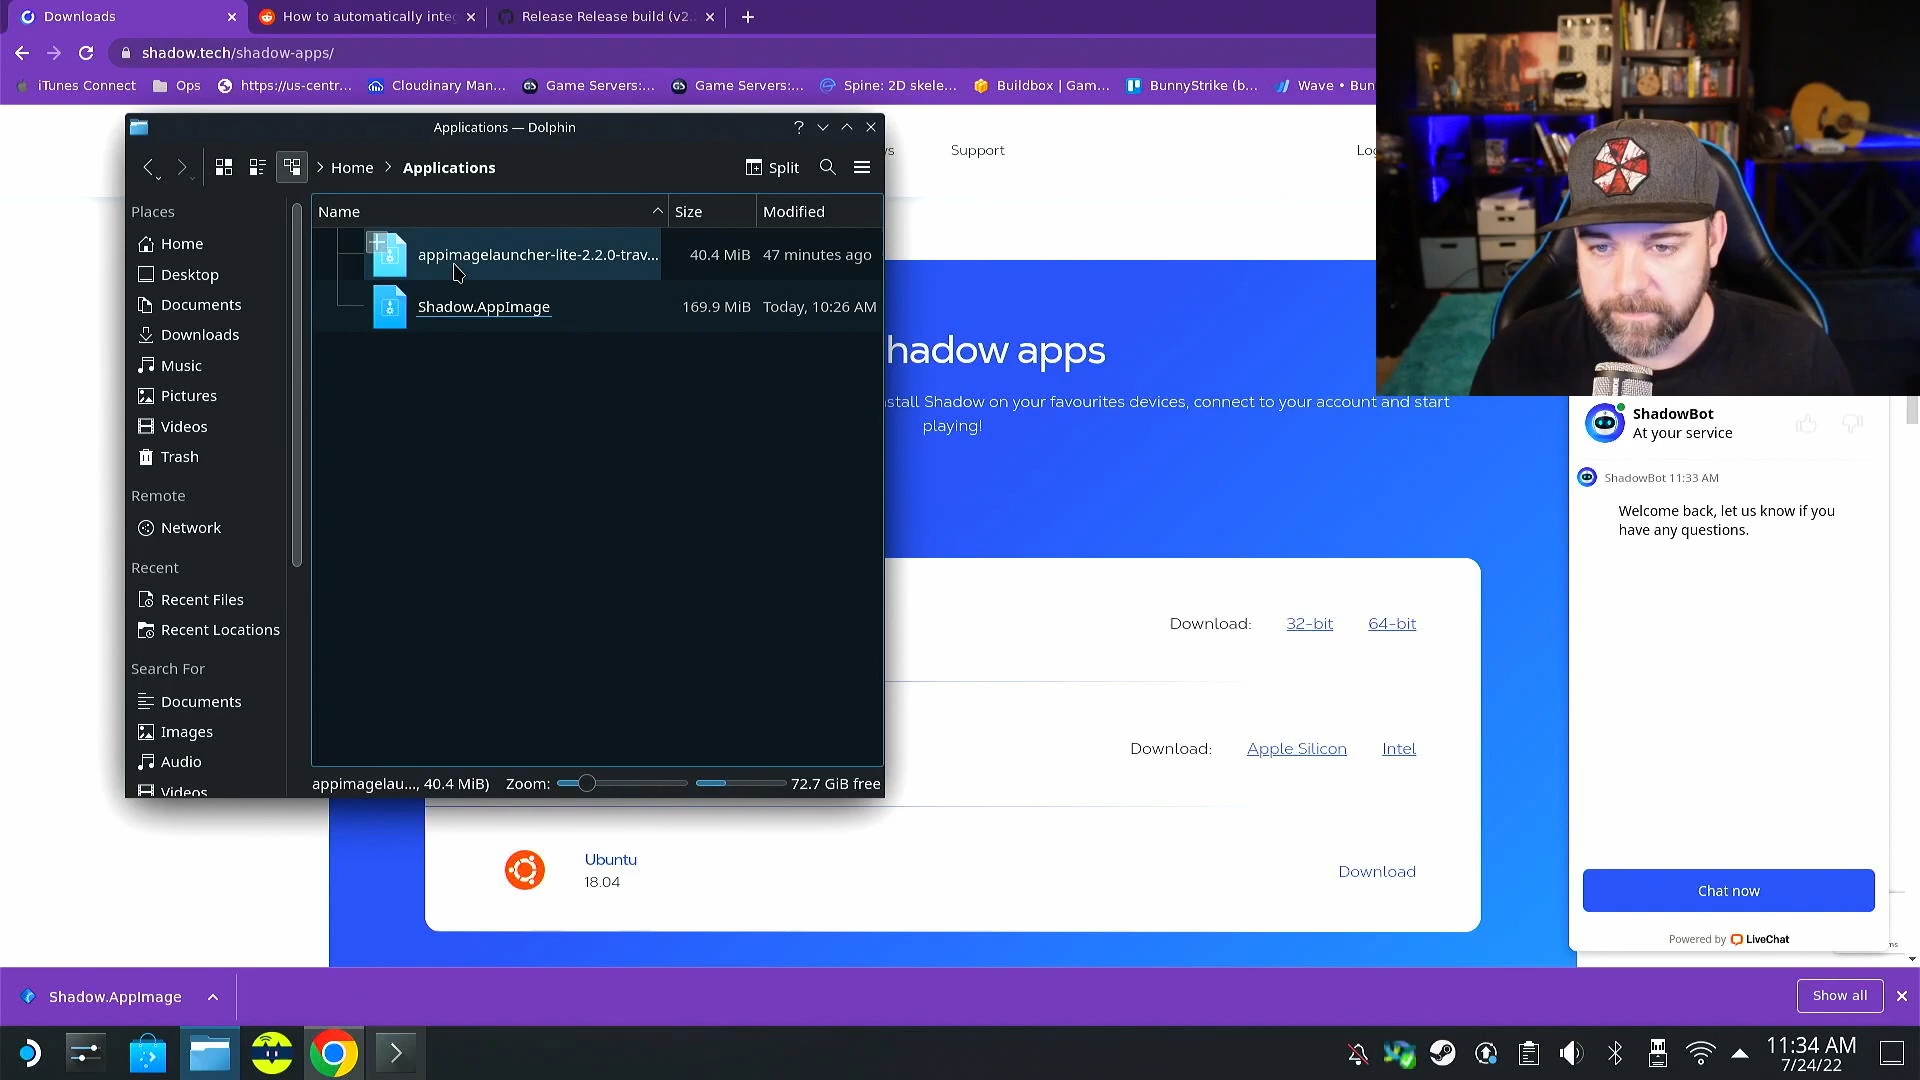 Downloads
How to automatically inte
Release Release build (v2.
shadow.tech/shadow-apps/
iTunes Connect
Ops
https://us-centr...
Cloudinary Man...
Game Servers:...
Game Servers:...
Spine: 2D skele...
Buildbox | Gam...
BunnyStrike (b...
Wave • Bun
Support
Applications — Dolphin
Home
Applications
Split
Places
Home
Desktop
Documents
Downloads
Music
Pictures
Videos
Trash
Remote
Network
Recent
Recent Files
Recent Locations
Search For
Documents
Images
Audio
Videos
Name
Size
Modified
appimagelauncher-lite-2.2.0-trav...
40.4 MiB
47 minutes ago
Shadow.AppImage
169.9 MiB
Today, 10:26 AM
appimagelau..., 40.4 MiB)
Zoom:
72.7 GiB free
hadow apps
stall Shadow on your favourites devices, connect to your account and start
playing!
Download:
32-bit
64-bit
Download:
Apple Silicon
Intel
Ubuntu
18.04
Download
ShadowBot
At your service
ShadowBot 11:33 AM
Welcome back, let us know if you
have any questions.
Chat now
Powered by LiveChat
Shadow.AppImage
Show all
11:34 AM
7/24/22